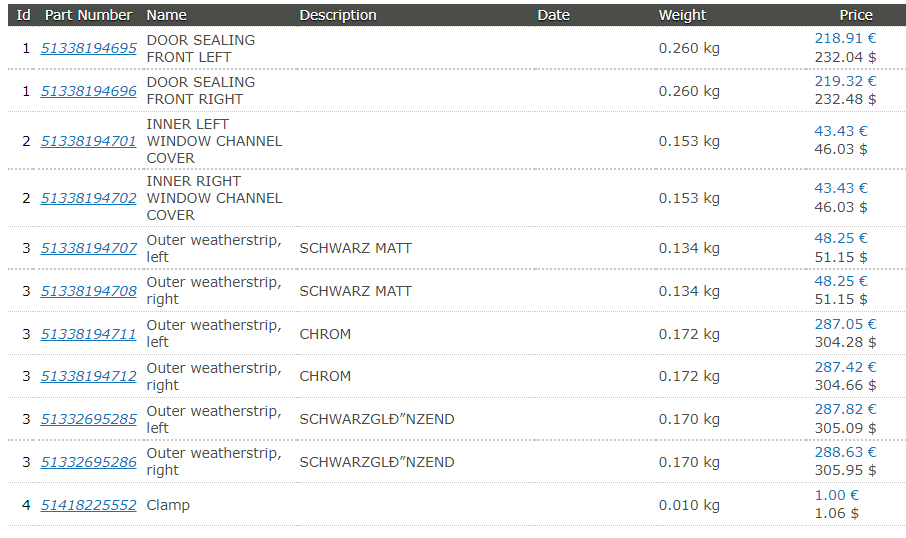 Id Part Number Name Description Date Weight Price
1 51338194695 DOOR SEALING FRONT LEFT 0.260 kg 218.91 € 232.04 $
1 51338194696 DOOR SEALING FRONT RIGHT 0.260 kg 219.32 € 232.48 $
2 51338194701 INNER LEFT WINDOW CHANNEL COVER 0.153 kg 43.43 € 46.03 $
2 51338194702 INNER RIGHT WINDOW CHANNEL COVER 0.153 kg 43.43 € 46.03 $
3 51338194707 Outer weatherstrip, left SCHWARZ MATT 0.134 kg 48.25 € 51.15 $
3 51338194708 Outer weatherstrip, right SCHWARZ MATT 0.134 kg 48.25 € 51.15 $
3 51338194711 Outer weatherstrip, left CHROM 0.172 kg 287.05 € 304.28 $
3 51338194712 Outer weatherstrip, right CHROM 0.172 kg 287.42 € 304.66 $
3 51332695285 Outer weatherstrip, left SCHWARZGLĐ”NZEND 0.170 kg 287.82 € 305.09 $
3 51332695286 Outer weatherstrip, right SCHWARZGLĐ”NZEND 0.170 kg 288.63 € 305.95 $
4 51418225552 Clamp 0.010 kg 1.00 € 1.06 $